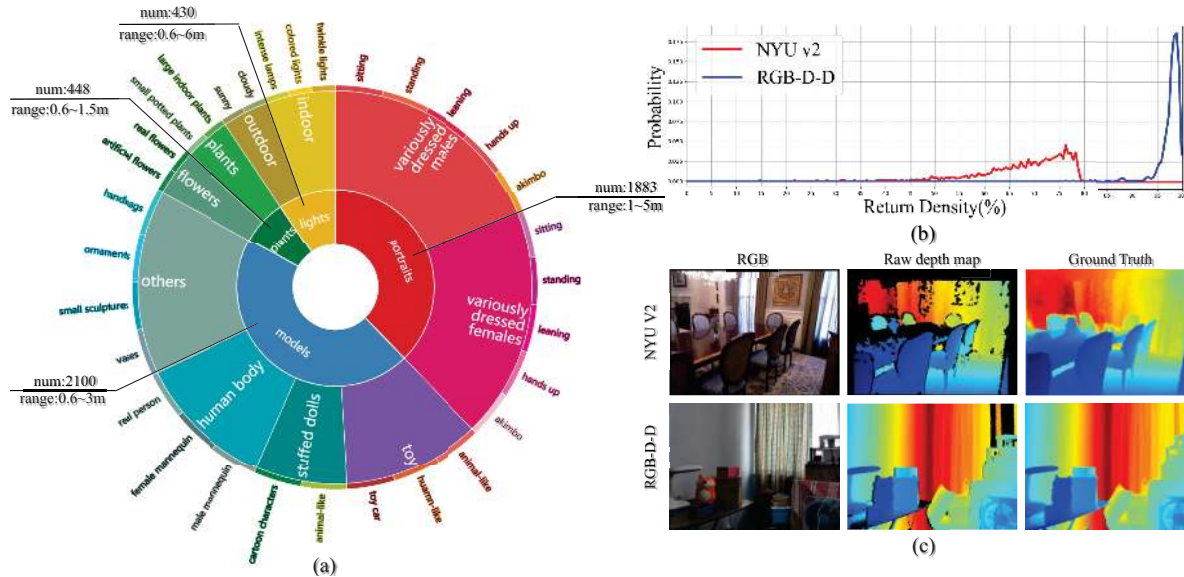 num:430
range:0.6~6m
num:448
range:0.6~1.5m
num:1883
range:1~5m
num:2100
range:0.6~3m
twinkle lights
colored lights
intense lamps
cloudy
sunny
large indoor plants
small potted plants
real flowers
artificial flowers
handbags
ornaments
small sculptures
vases
real person
female mannequin
male mannequin
cartoon characters
animal-like
toy car
huamn-like
animal-like
akimbo
hands up
leaning
standing
sitting
akimbo
hands up
leaning
standing
sitting
indoor
outdoor
plants
flowers
others
human body
stuffed dolls
toy
variously
dressed
females
variously
dressed
males
lights
plants
models
portraits
(a)
NYU v2
RGB-D-D
Probability
Return Density(%)
(b)
RGB
Raw depth map
Ground Truth
NYU V2
RGB-D-D
(c)